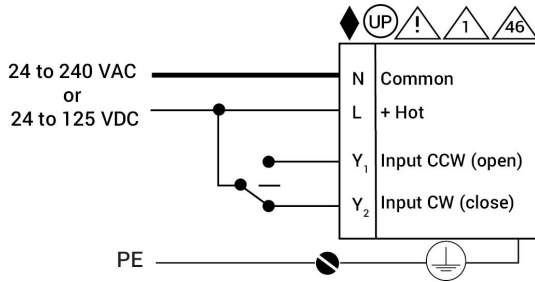 UP ! 1 46
24 to 240 VAC
or
24 to 125 VDC
N Common
L + Hot
Y1 Input CCW (open)
Y2 Input CW (close)
PE